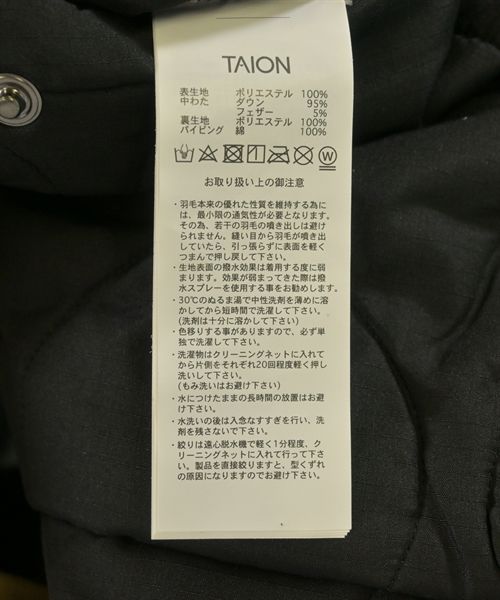 TAION
表生地 ポリエステル 100%
中わた ダウン 95%
フェザー 5%
裏生地 ポリエステル 100%
パイピング 綿 100%
お取り扱い上の御注意
・羽毛本来の優れた性質を維持する為に
は、最小限の通気性が必要となります。
その為、若干の羽毛の噴き出しは避け
られません。縫い目から羽毛が噴き出
していたら、引っ張らずに表面を軽く
つまんで押し戻して下さい。
・生地表面の撥水効果は着用する度に弱
まります。効果が弱まってきた際は撥
水スプレーを使用する事をお勧めします。
・30℃のぬるま湯で中性洗剤を薄めに溶
かしてから短時間で洗濯して下さい。
(洗剤は十分に溶かして下さい)
・色移りする事がありますので、必ず単
独で洗濯して下さい。
・洗濯物はクリーニングネットに入れて
から片側をそれぞれ20回程度軽く押し
洗いして下さい。
(もみ洗いはお避け下さい)
・水につけたままの長時間の放置はお避
け下さい。
・水洗いの後は入念なすすぎを行い、洗
剤を残さないで下さい。
・絞りは遠心脱水機で軽く1分程度、ク
リーニングネットに入れて行って下さ
い。製品を直接絞りますと、型くずれ
の原因になりますのでお避け下さい。